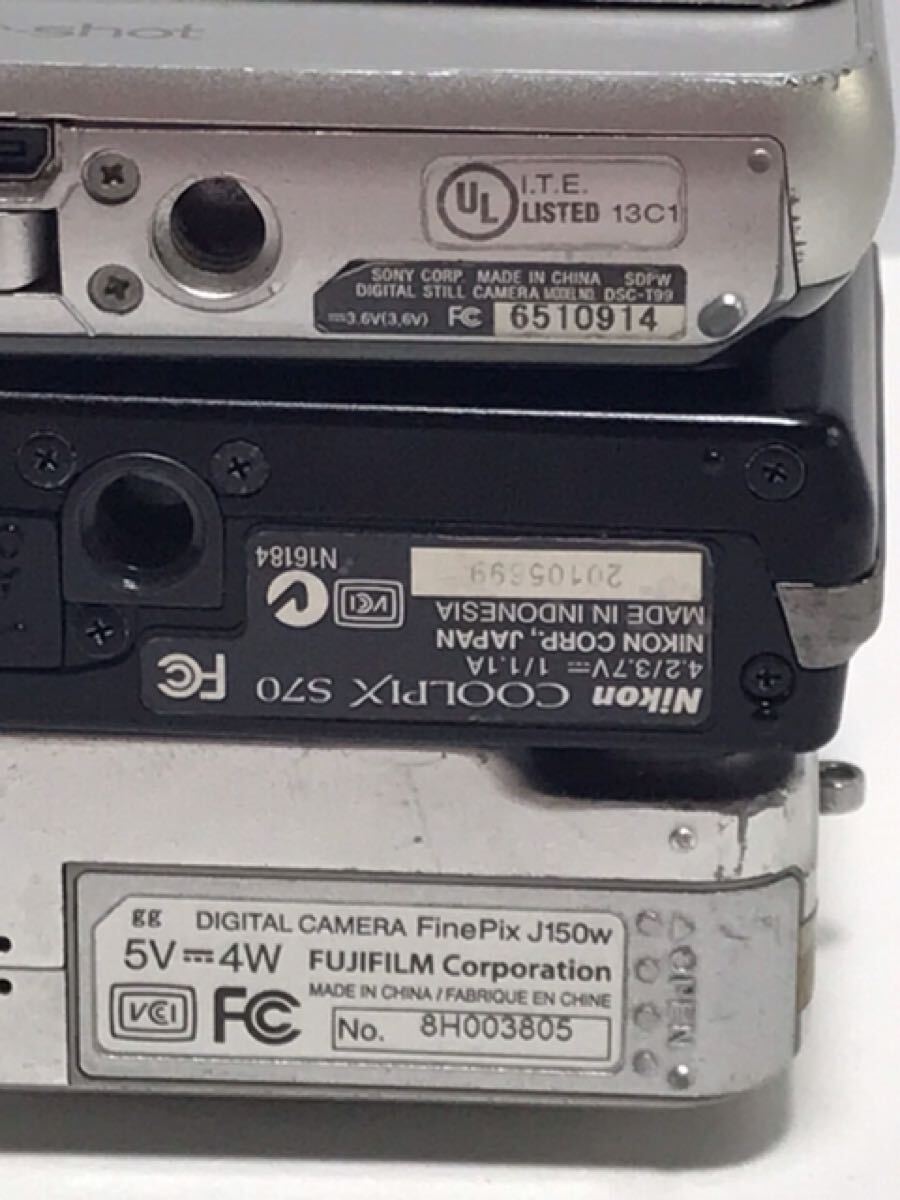 -shot
UL
I.T.E.
LISTED 13C1
SONY CORP. MADE IN CHINA SDPW
DIGITAL STILL CAMERA MODEL NO. DSC-T99
⎓3.6V(3,6V) FC 6510914
Nikon COOLPIX S70 FC
4.2/3.7V⎓ 1/1.1A
NIKON CORP. JAPAN
MADE IN INDONESIA
VCI
N16184
gg DIGITAL CAMERA FinePix J150w
5V⎓4W FUJIFILM Corporation
MADE IN CHINA / FABRIQUE EN CHINE
VCCI FC No. 8H003805